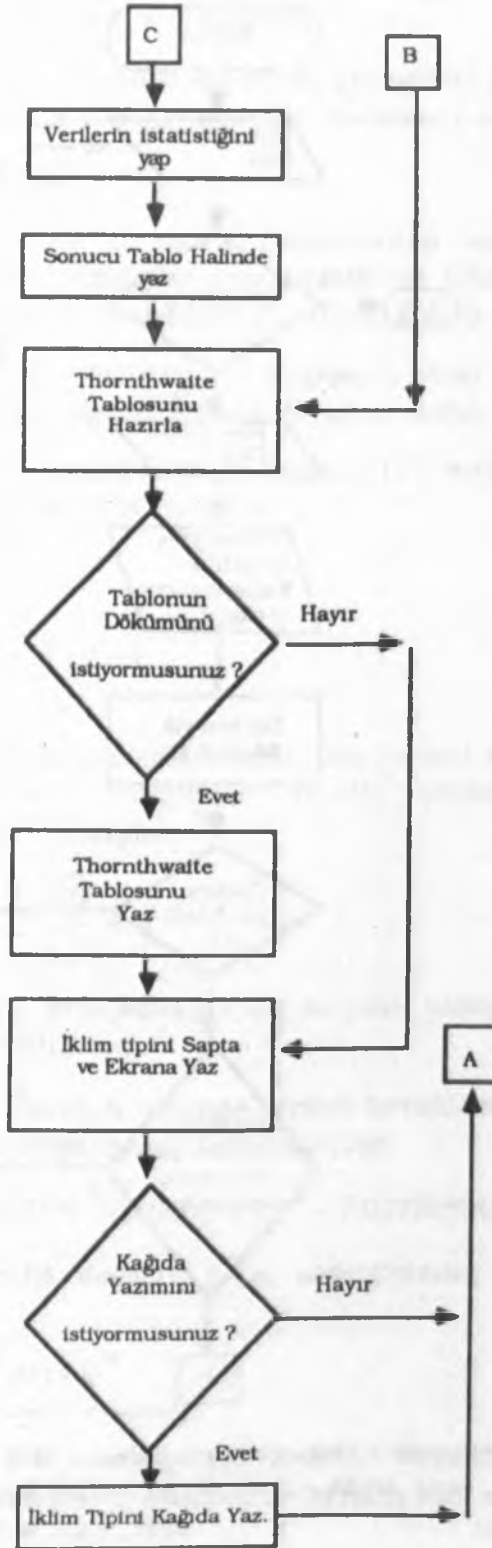 C
B
Verilerin istatistiğini
yap
Sonucu Tablo Halinde
yaz
Thornthwaite
Tablosunu
Hazırla
Tablonun
Dökümünü
istiyormusunuz ?
Hayır
Evet
Thornthwaite
Tablosunu
Yaz
İklim tipini Sapta
ve Ekrana Yaz
A
Kağıda
Yazımını
istiyormusunuz ?
Hayır
Evet
İklim Tipini Kağıda Yaz.